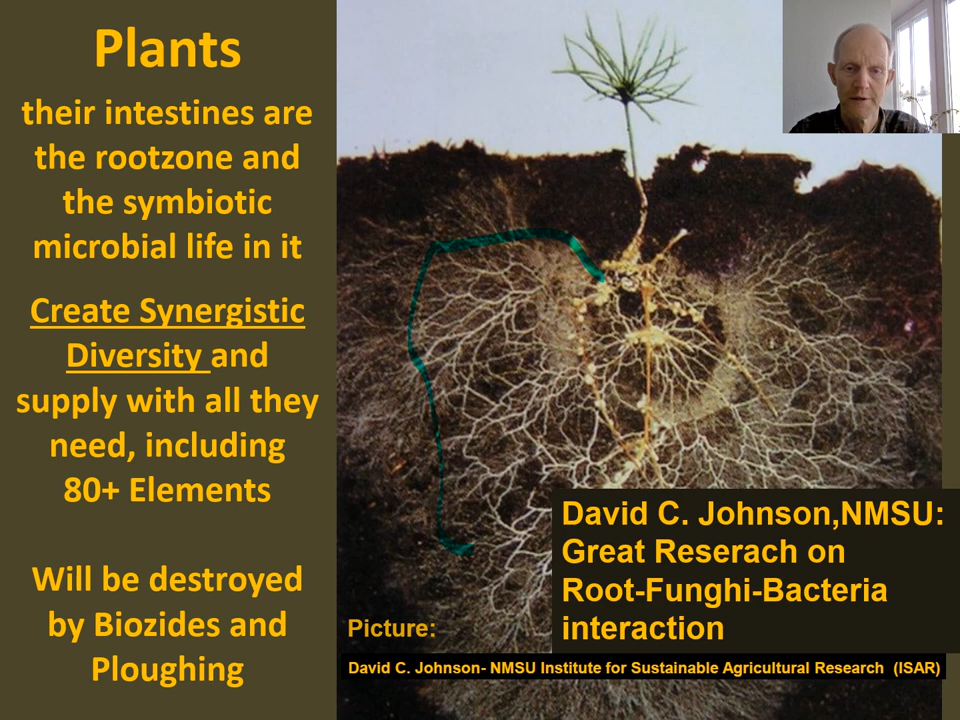 Plants
their intestines are
the rootzone and
the symbiotic
microbial life in it
Create Synergistic
Diversity and
supply with all they
need, including
80+ Elements
Will be destroyed
by Biozides and
Ploughing
David C. Johnson,NMSU:
Great Reserach on
Root-Funghi-Bacteria
interaction
Picture:
David C. Johnson- NMSU Institute for Sustainable Agricultural Research (ISAR)